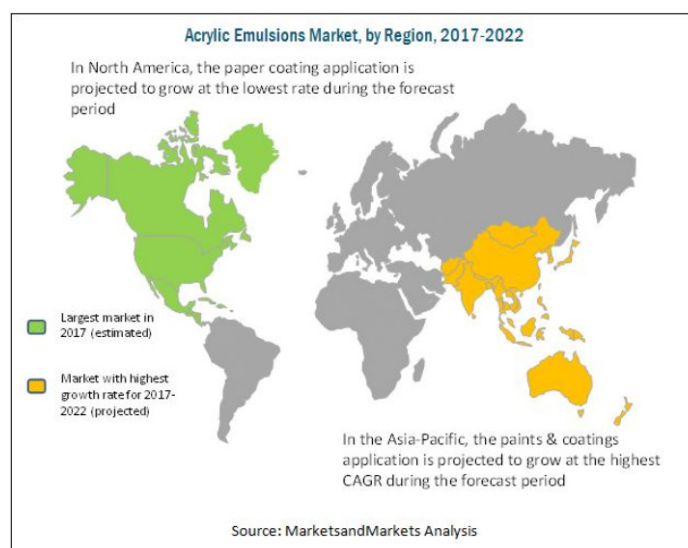 Acrylic Emulsions Market, by Region, 2017-2022
In North America, the paper coating application is
projected to grow at the lowest rate during the forecast
period
Largest market in
2017 (estimated)
Market with highest
growth rate for 2017-
2022 (projected)
In the Asia-Pacific, the paints & coatings
application is projected to grow at the highest
CAGR during the forecast period
Source: MarketsandMarkets Analysis